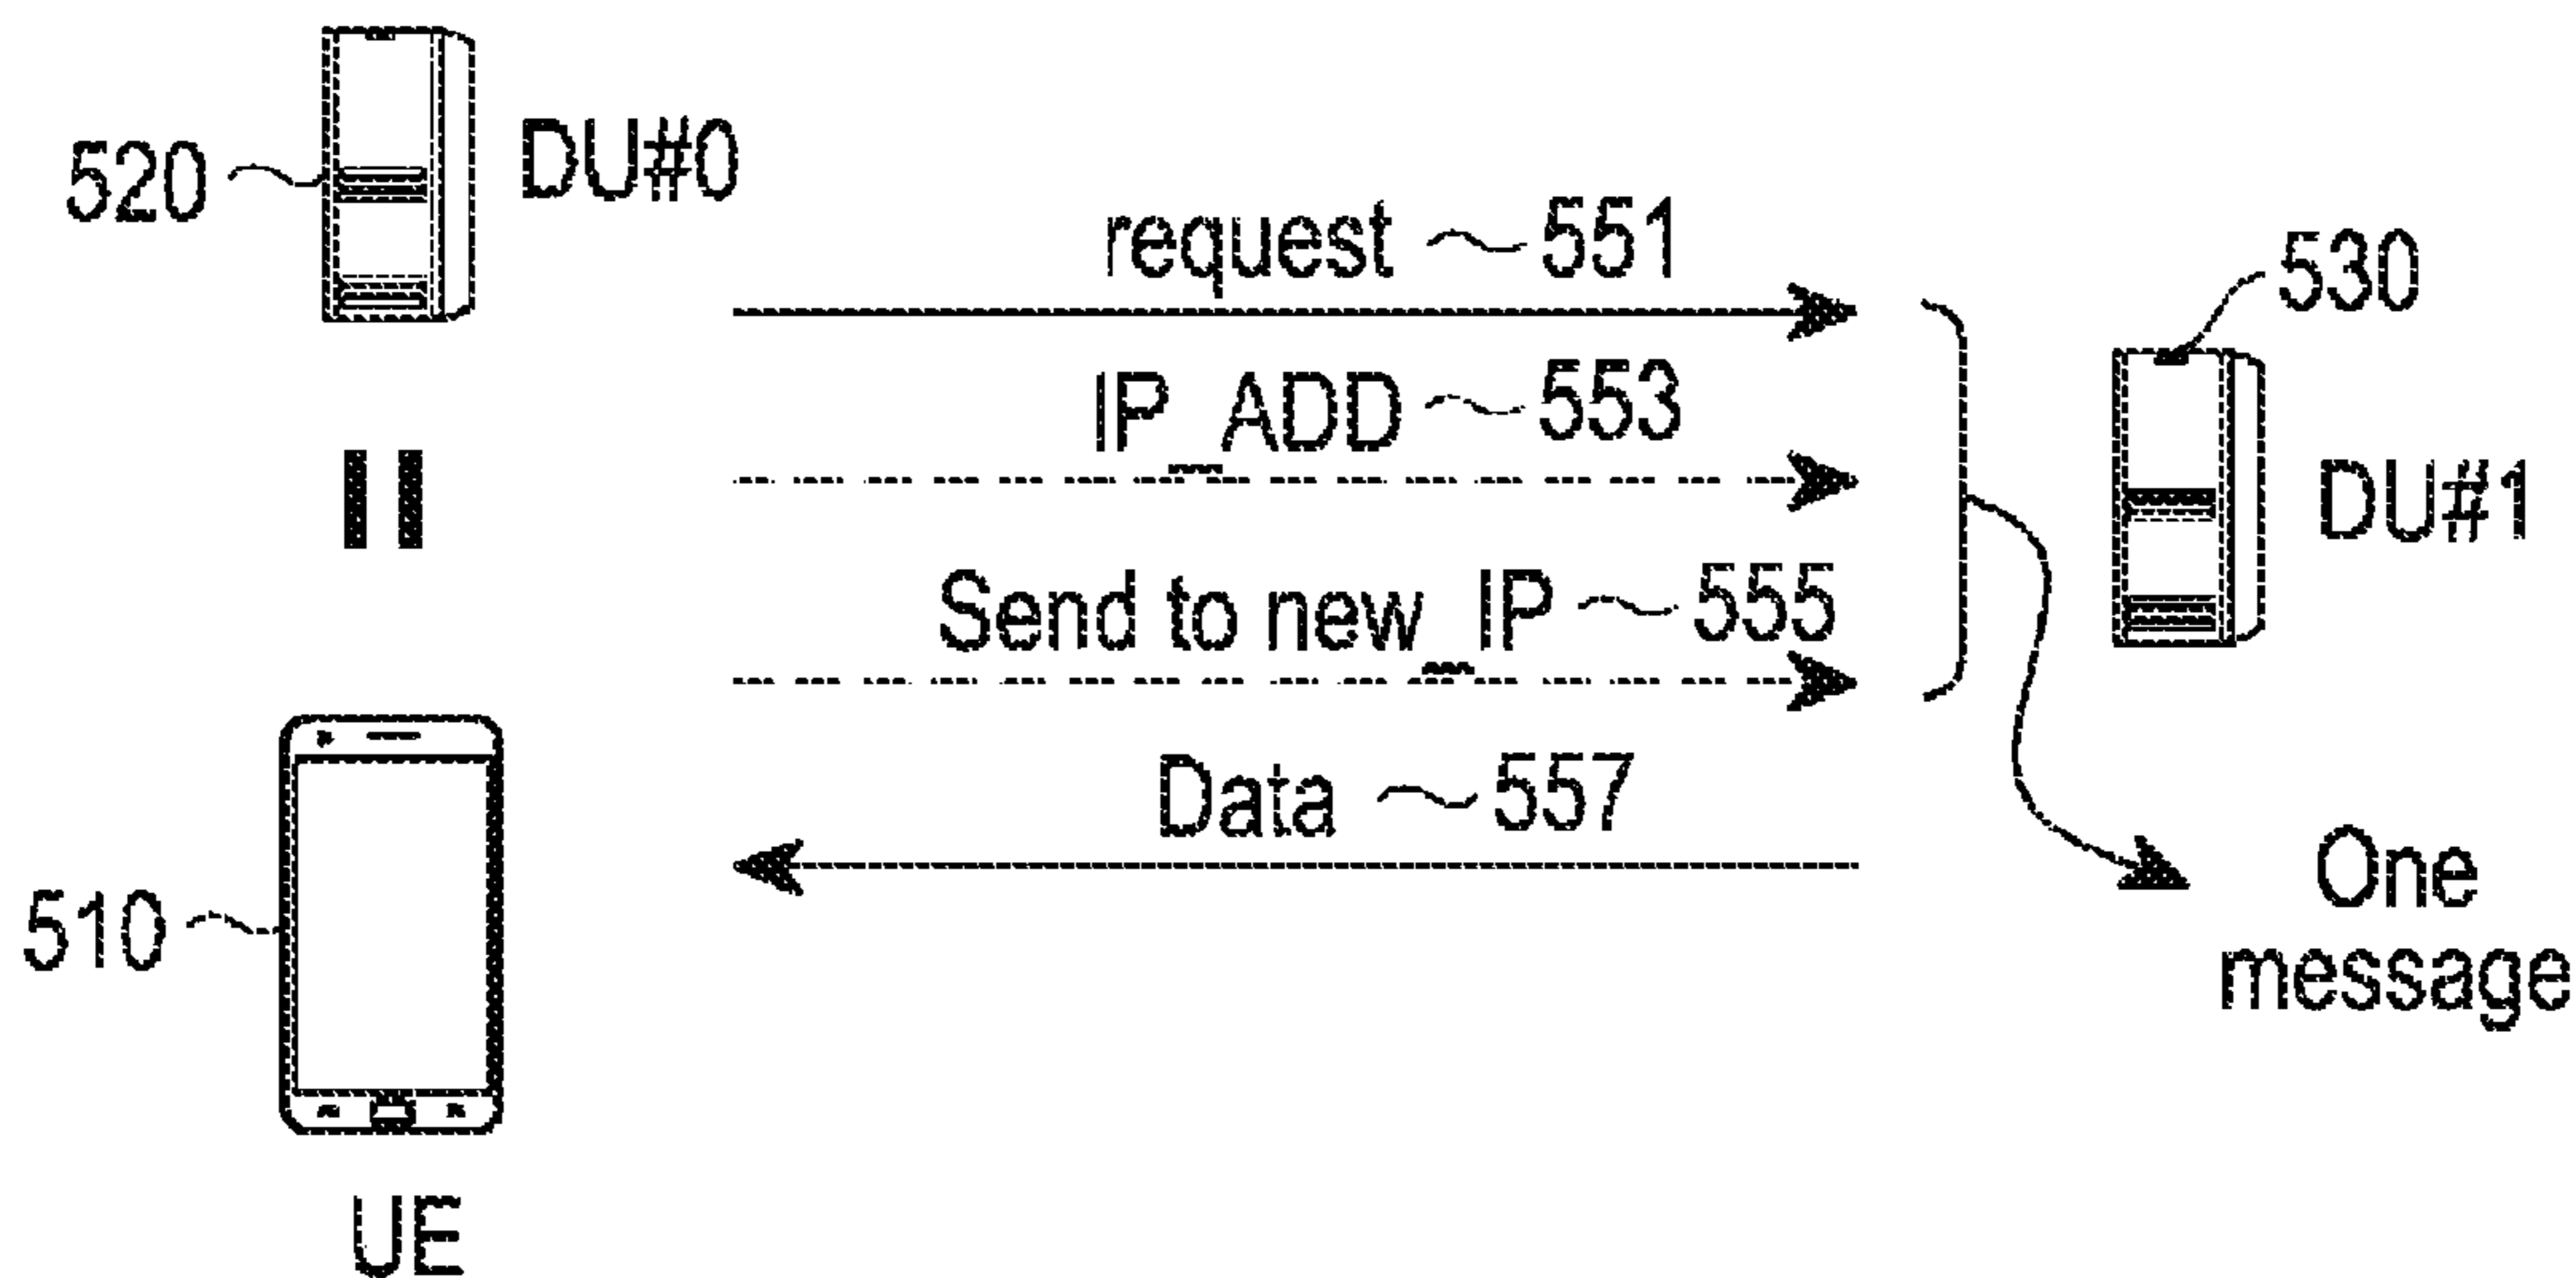 520
DU#0
request 551
530
IP_ADD 553
DU#1
Send to new_IP 555
Data 557
510
One
message
UE